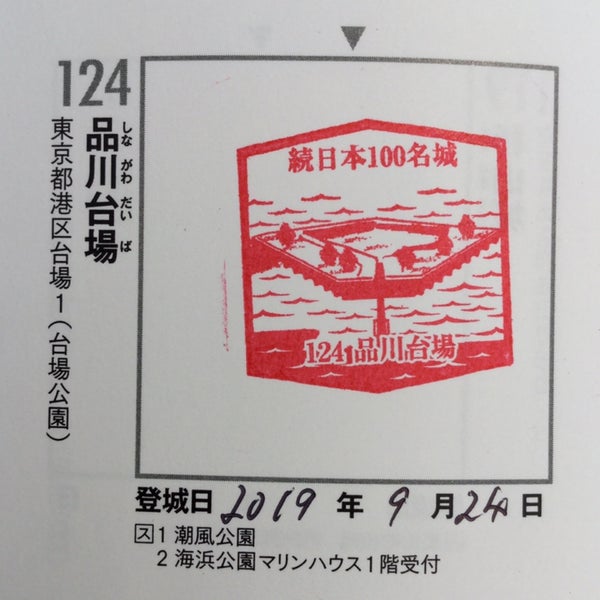 124
品川台場
しながわだいば
東京都港区台場1(台場公園)
続日本100名城
124 品川台場
登城日 2019 年 9 月 24 日
ス 1 潮風公園
2 海浜公園マリンハウス1階受付